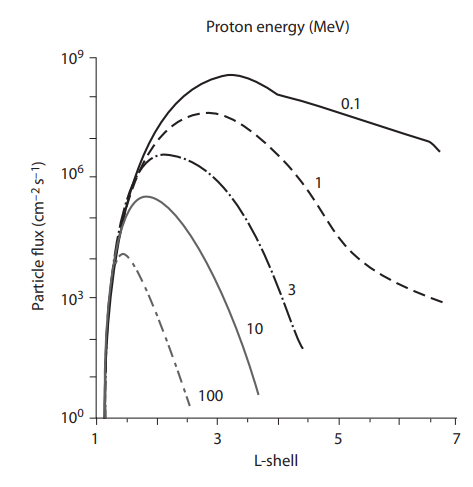 Proton energy (MeV)
10⁹
0.1
10⁶
1
Particle flux (cm⁻² s⁻¹)
10³
3
10
100
10⁰
1 3 5 7
L-shell